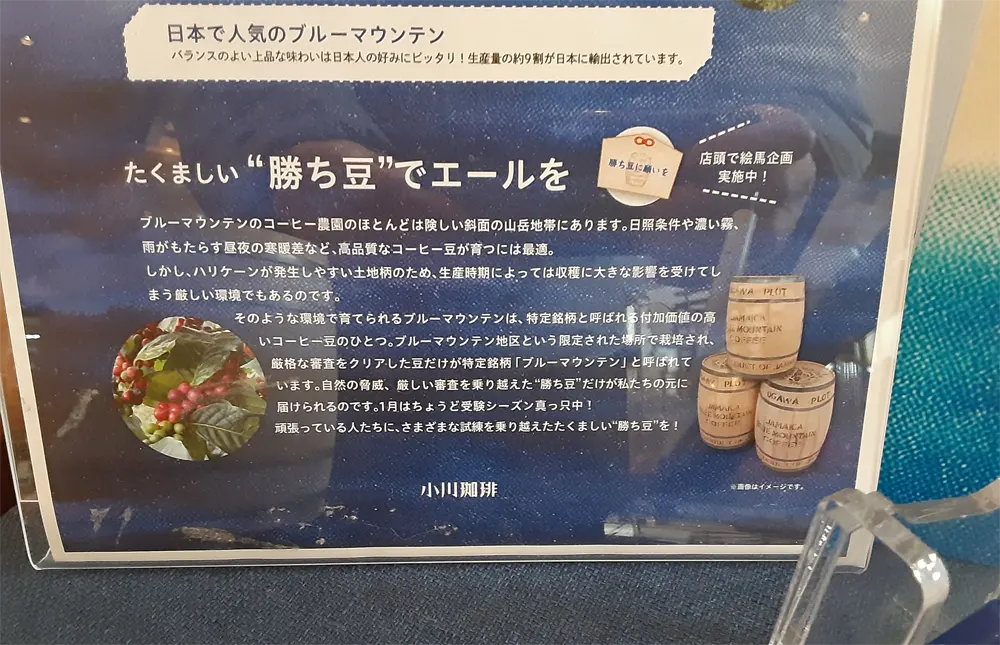 日本で人気のブルーマウンテン
バランスのよい上品な味わいは日本人の好みにピッタリ！生産量の約9割が日本に輸出されています。
たくましい“勝ち豆”でエールを
勝ち豆に願いを
店頭で絵馬企画
実施中！
ブルーマウンテンのコーヒー農園のほとんどは険しい斜面の山岳地帯にあります。日照条件や濃い霧、
雨がもたらす昼夜の寒暖差など、高品質なコーヒー豆が育つには最適。
しかし、ハリケーンが発生しやすい土地柄のため、生産時期によっては収穫に大きな影響を受けてし
まう厳しい環境でもあるのです。
そのような環境で育てられるブルーマウンテンは、特定銘柄と呼ばれる付加価値の高
いコーヒー豆のひとつ。ブルーマウンテン地区という限定された場所で栽培され、
厳格な審査をクリアした豆だけが特定銘柄「ブルーマウンテン」と呼ばれて
います。自然の脅威、厳しい審査を乗り越えた“勝ち豆”だけが私たちの元に
届けられるのです。1月はちょうど受験シーズン真っ只中！
頑張っている人たちに、さまざまな試練を乗り越えたたくましい“勝ち豆”を！
PLOT
JAMAICA
MOUNTAIN
COFFEE
PLO
JAMAICA
COFFEE
OGAWA PLOT
JAMAICA
BLUE MOUNTAIN
COFFEE
小川珈琲
※画像はイメージです。